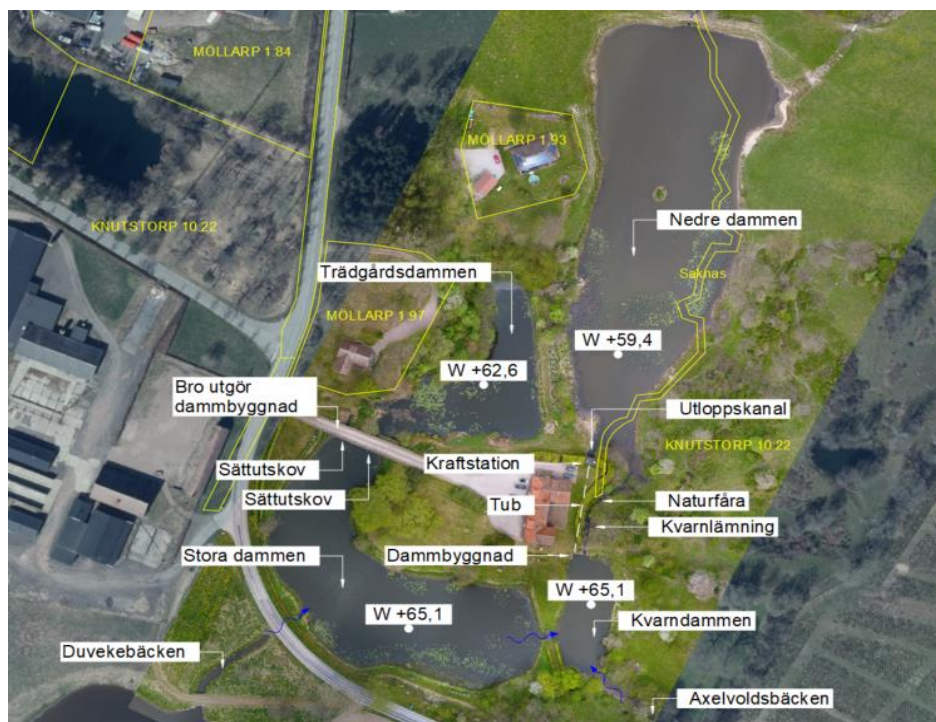 MÖLLARP 1:84
MÖLLARP 1:93
KNUTSTORP 10:22
Nedre dammen
Trädgårdsdammen
Saknas
MÖLLARP 1:97
W +59,4
W +62,6
Bro utgör
dammbyggnad
Utloppskanal
KNUTSTORP 10:22
Sättutskov
Kraftstation
Sättutskov
Tub
Naturfåra
Kvarnlämning
Stora dammen
Dammbyggnad
W +65,1
W +65,1
Kvarndammen
Duvekebäcken
Axelvoldsbäcken